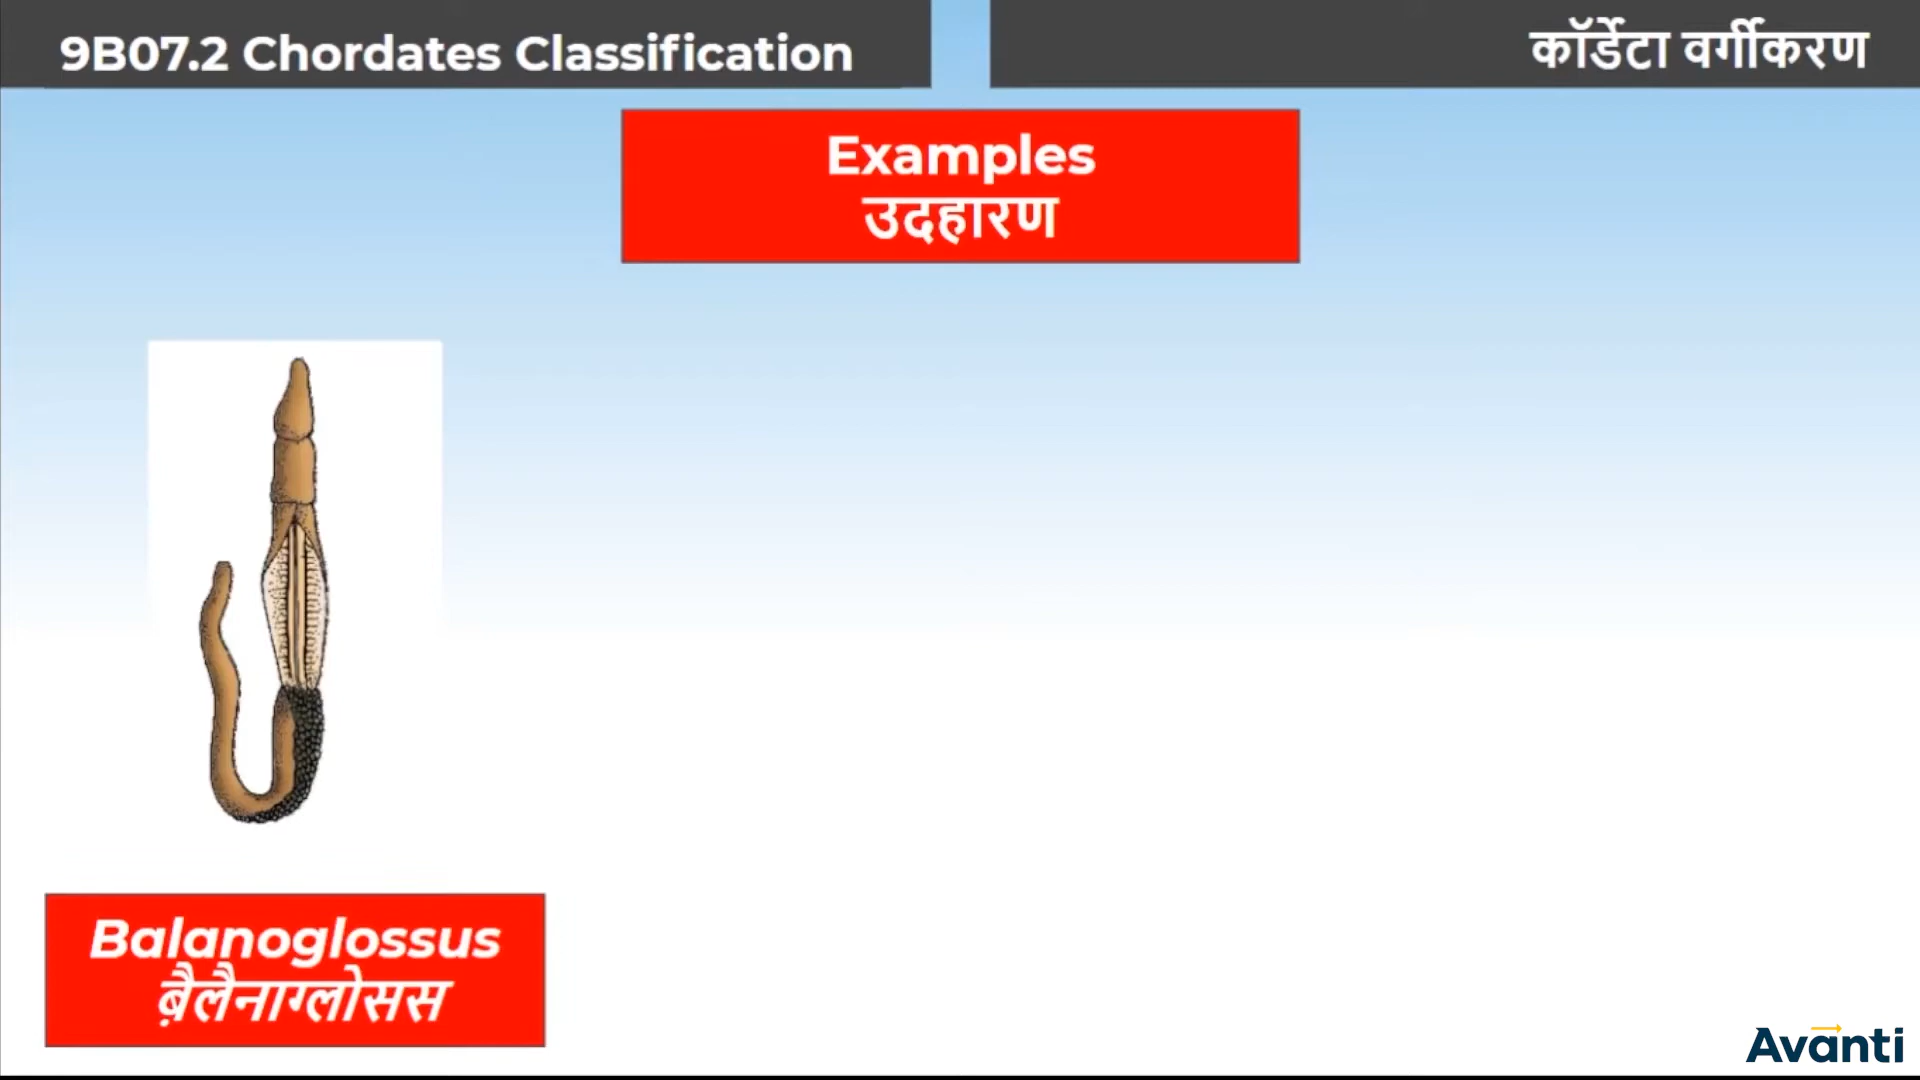 9B07.2 Chordates Classification
कॉर्डेटा वर्गीकरण
Examples
उदहारण
Balanoglossus
ब़ैलैनाग्लोसस
Avanti